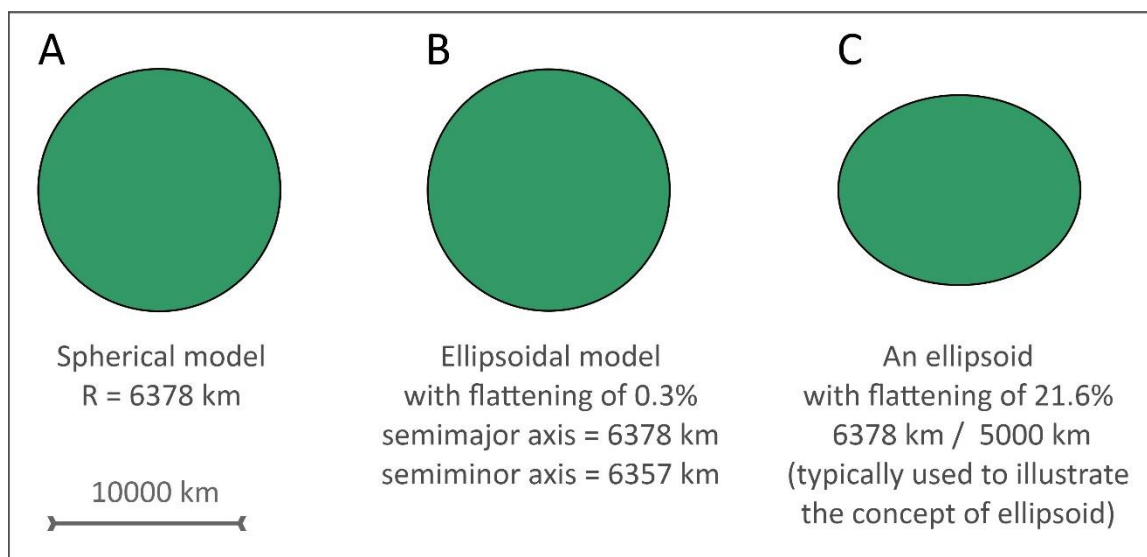 A
B
C
Spherical model
R = 6378 km
10000 km
Ellipsoidal model
with flattening of 0.3%
semimajor axis = 6378 km
semiminor axis = 6357 km
An ellipsoid
with flattening of 21.6%
6378 km / 5000 km
(typically used to illustrate
the concept of ellipsoid)